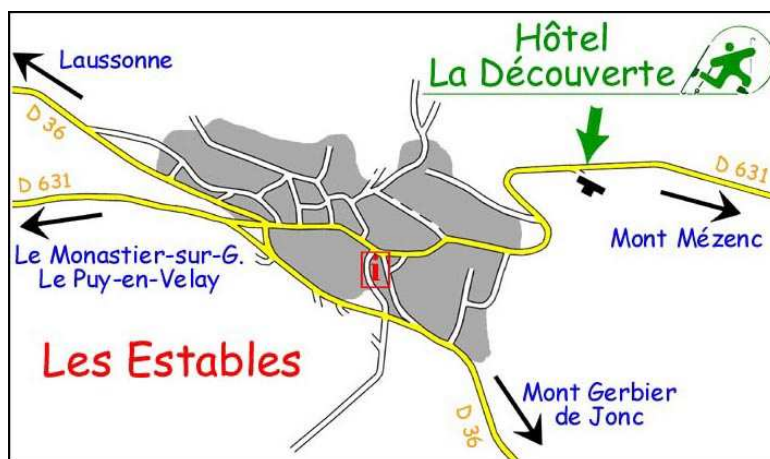 Hôtel
La Découverte
Laussonne
D 36
D 631
D 631
Mont Mézenc
Le Monastier-sur-G.
Le Puy-en-Velay
i
Les Estables
Mont Gerbier
de Jonc
D 36